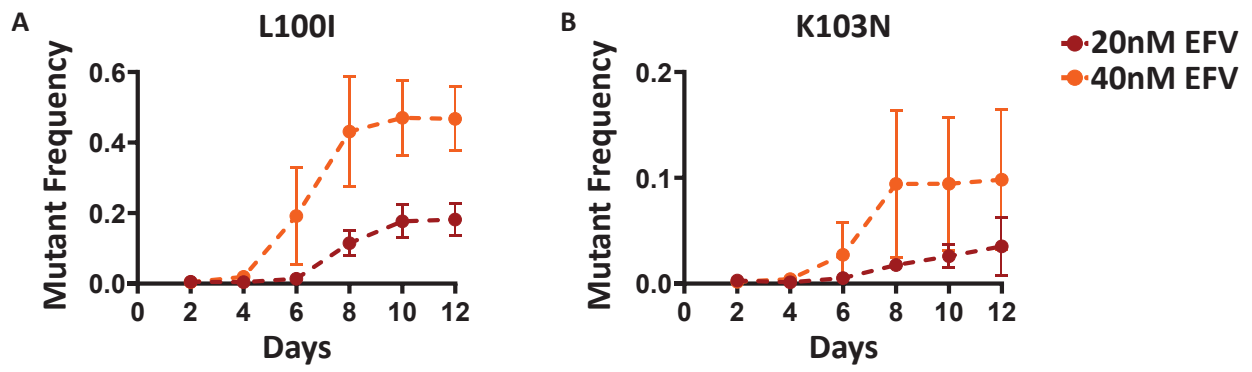 A
L100I
Mutant Frequency
0.6
0.4
0.2
0.0
0 2 4 6 8 10 12
Days
B
K103N
Mutant Frequency
0.2
0.1
0.0
0 2 4 6 8 10 12
Days
20nM EFV
40nM EFV